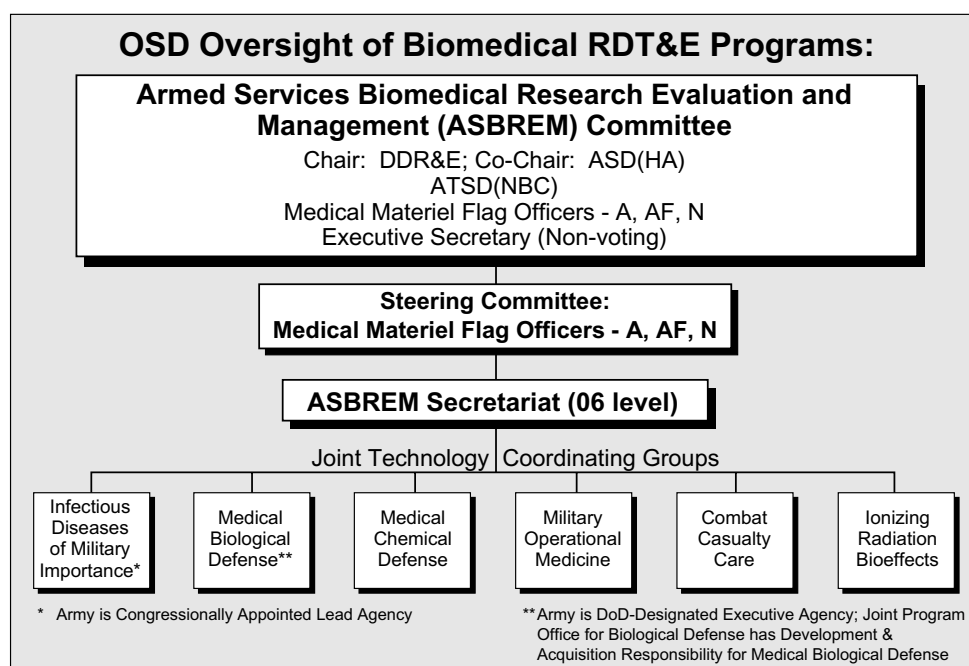 OSD Oversight of Biomedical RDT&E Programs:
Armed Services Biomedical Research Evaluation and
Management (ASBREM) Committee
Chair: DDR&E; Co-Chair: ASD(HA)
ATSD(NBC)
Medical Materiel Flag Officers - A, AF, N
Executive Secretary (Non-voting)
Steering Committee:
Medical Materiel Flag Officers - A, AF, N
ASBREM Secretariat (06 level)
Joint Technology Coordinating Groups
Infectious
Diseases
of Military
Importance*
Medical
Biological
Defense**
Medical
Chemical
Defense
Military
Operational
Medicine
Combat
Casualty
Care
Ionizing
Radiation
Bioeffects
* Army is Congressionally Appointed Lead Agency
** Army is DoD-Designated Executive Agency; Joint Program
Office for Biological Defense has Development &
Acquisition Responsibility for Medical Biological Defense